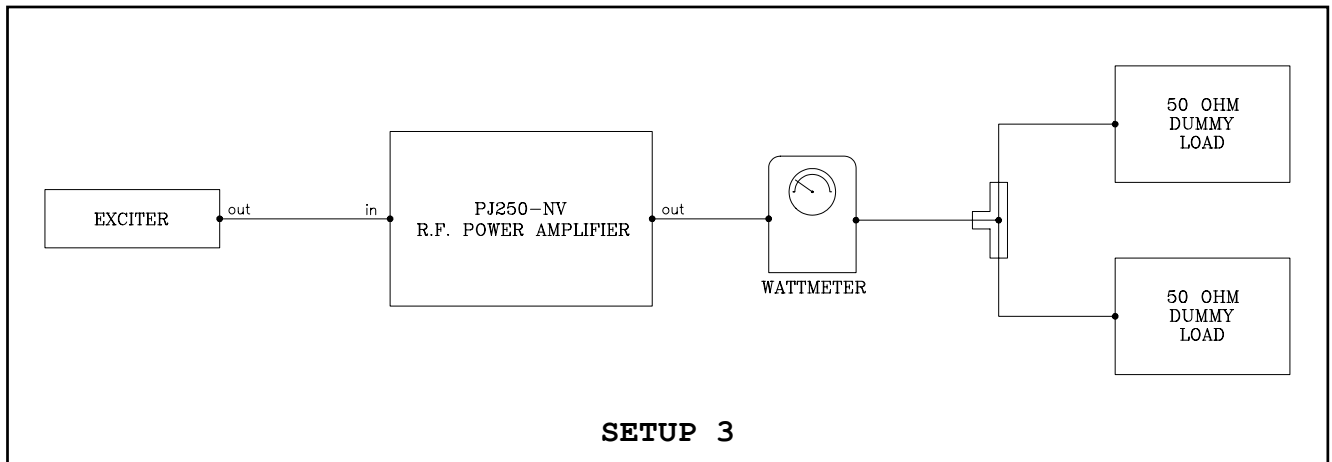 EXCITER
out
in
PJ250-NV
R.F. POWER AMPLIFIER
out
WATTMETER
50 OHM
DUMMY
LOAD
50 OHM
DUMMY
LOAD
SETUP 3